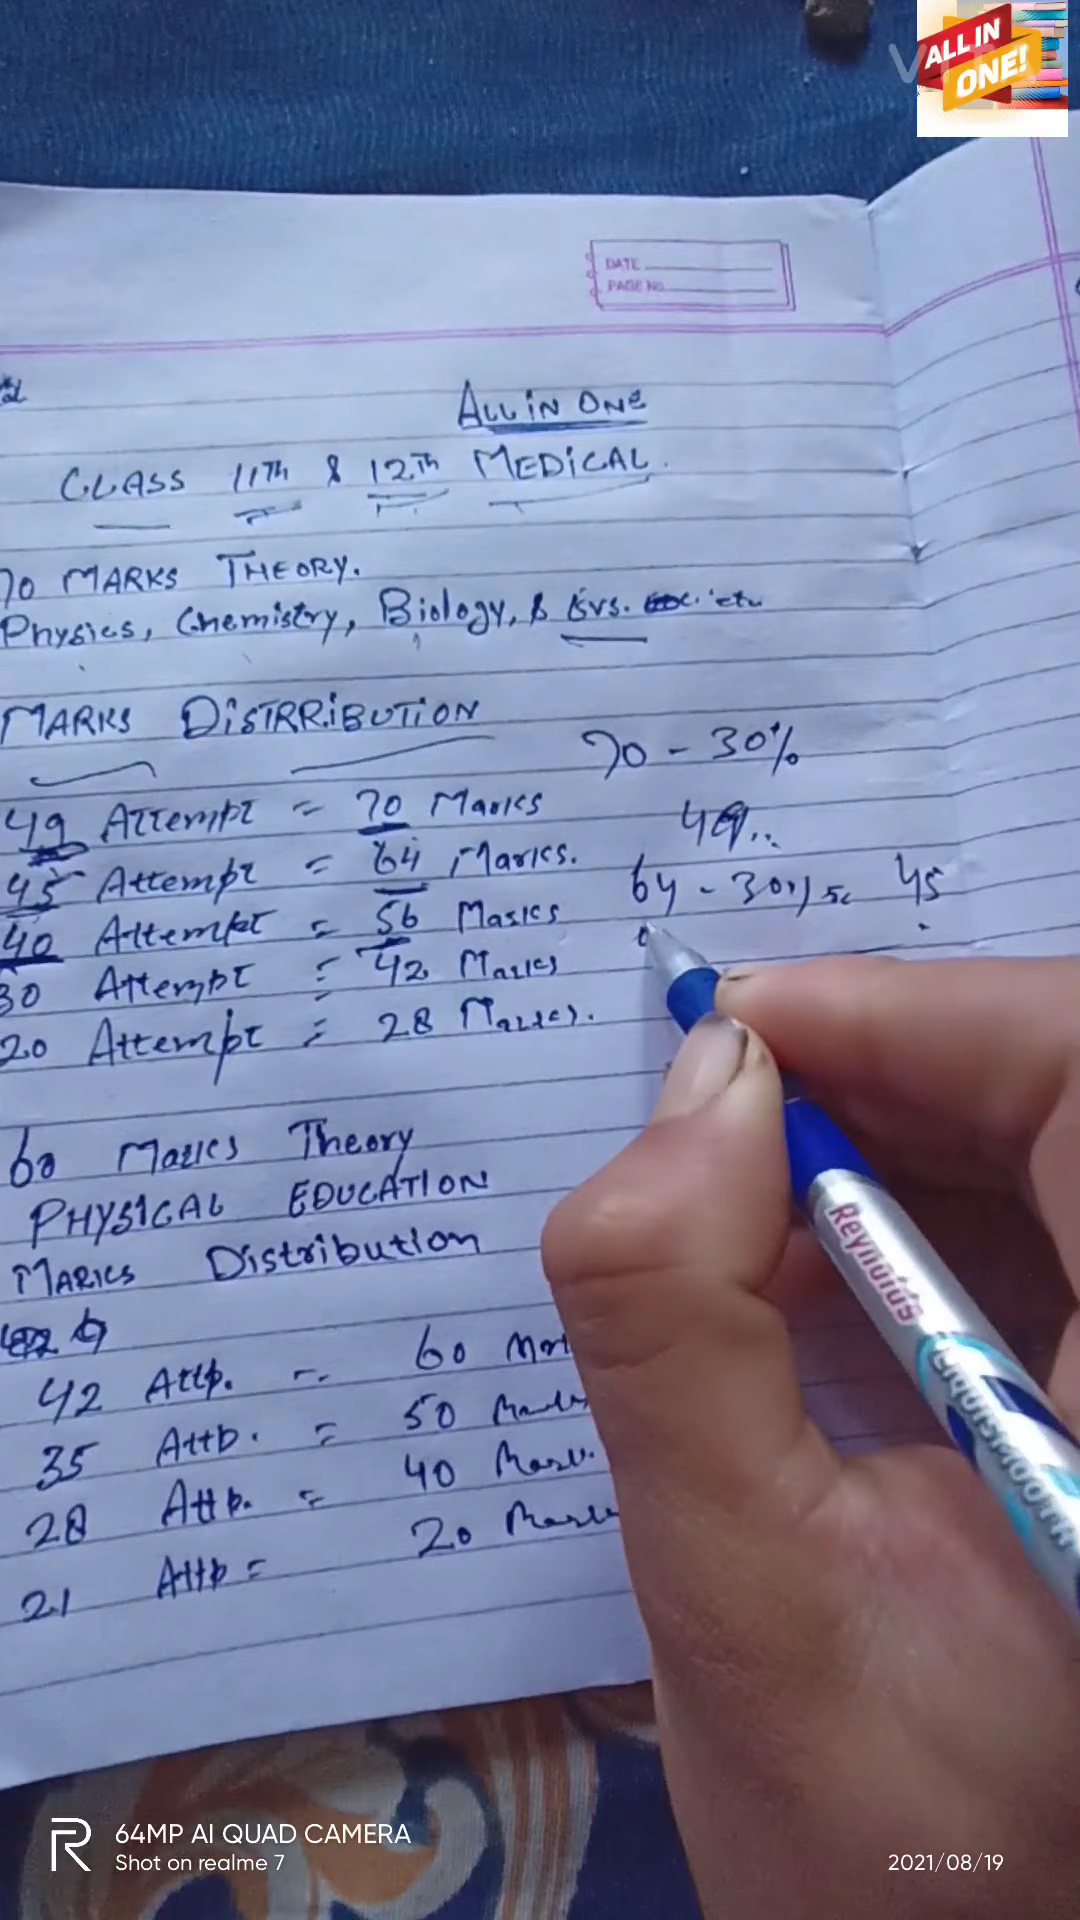 ALL IN
ONE!
DATE
PAGE No.
ALL iN ONE
CLASS 11TH & 12TH MEDiCAL.
70 MARKS THEORY.
Physics, Chemistry, Biology, & Evs. etc
MARKS DiSTRRiBUTiON
70 - 30%
49 Attempt = 70 Marks
49..
45 Attempt = 64 Marks.
64 - 30% 45
40 Attempt = 56 Marks
30 Attempt = 42 Marks
20 Attempt = 28 Marks.
60 Marks Theory
PHYSICAL EDUCATION
MARKS Distribution
42 Attp. = 60 Mar
35 Attp. = 50 Marks
28 Attp. = 40 Mark
21 Attp = 20 Marks
Reynolds
64MP AI QUAD CAMERA
Shot on realme 7
2021/08/19